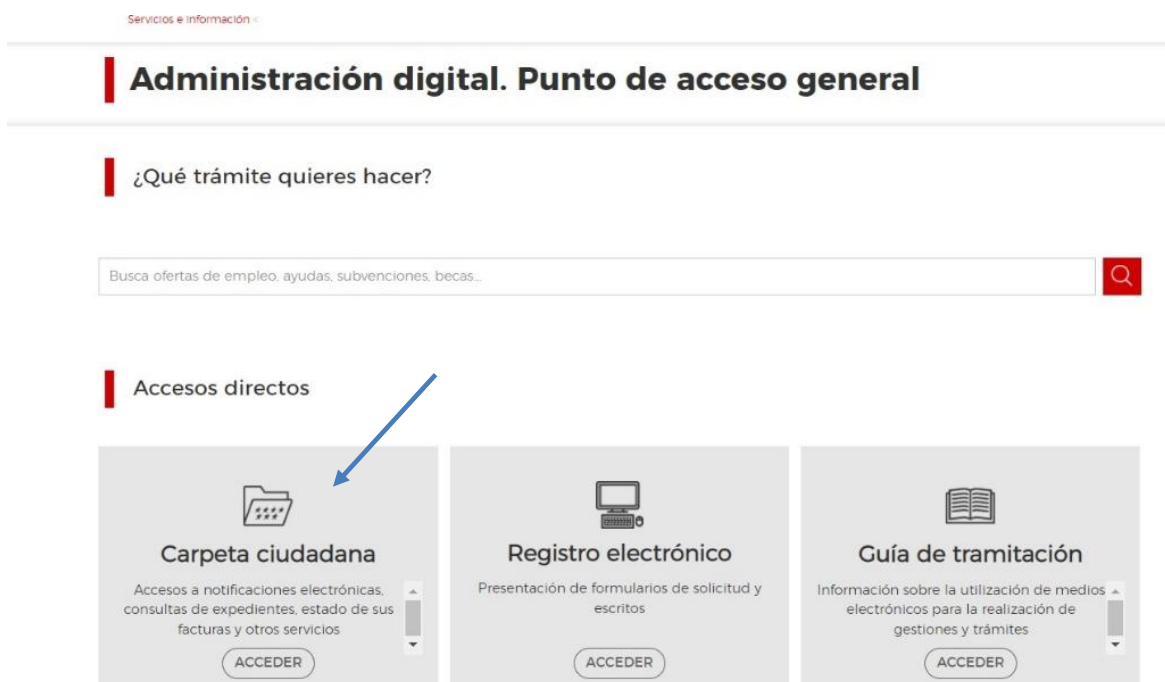 Servicios e Información <
Administración digital. Punto de acceso general
¿Qué trámite quieres hacer?
Busca ofertas de empleo, ayudas, subvenciones, becas...
Accesos directos
Carpeta ciudadana
Accesos a notificaciones electrónicas,
consultas de expedientes, estado de sus
facturas y otros servicios
ACCEDER
Registro electrónico
Presentación de formularios de solicitud y
escritos
ACCEDER
Guía de tramitación
Información sobre la utilización de medios
electrónicos para la realización de
gestiones y trámites
ACCEDER